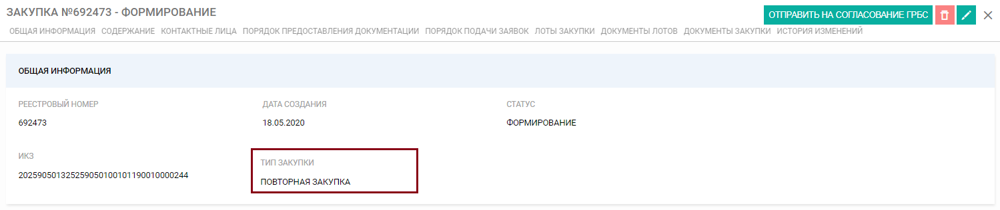 ЗАКУПКА №692473 - ФОРМИРОВАНИЕ
ОТПРАВИТЬ НА СОГЛАСОВАНИЕ ГРБС
ОБЩАЯ ИНФОРМАЦИЯ СОДЕРЖАНИЕ КОНТАКТНЫЕ ЛИЦА ПОРЯДОК ПРЕДОСТАВЛЕНИЯ ДОКУМЕНТАЦИИ ПОРЯДОК ПОДАЧИ ЗАЯВОК ЛОТЫ ЗАКУПКИ ДОКУМЕНТЫ ЛОТОВ ДОКУМЕНТЫ ЗАКУПКИ ИСТОРИЯ ИЗМЕНЕНИЙ
ОБЩАЯ ИНФОРМАЦИЯ
РЕЕСТРОВЫЙ НОМЕР ДАТА СОЗДАНИЯ СТАТУС
692473 18.05.2020 ФОРМИРОВАНИЕ
ИКЗ
ТИП ЗАКУПКИ
202590501325259050100101190010000244
ПОВТОРНАЯ ЗАКУПКА